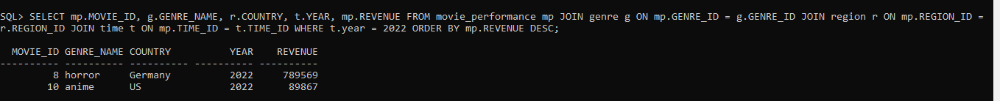 SQL> SELECT mp.MOVIE_ID, g.GENRE_NAME, r.COUNTRY, t.YEAR, mp.REVENUE FROM movie_performance mp JOIN genre g ON mp.GENRE_ID = g.GENRE_ID JOIN region r ON mp.REGION_ID =
r.REGION_ID JOIN time t ON mp.TIME_ID = t.TIME_ID WHERE t.year = 2022 ORDER BY mp.REVENUE DESC;
MOVIE_ID GENRE_NAME COUNTRY YEAR REVENUE
---------- ---------- ---------- ---------- ----------
8 horror Germany 2022 789569
10 anime US 2022 89867